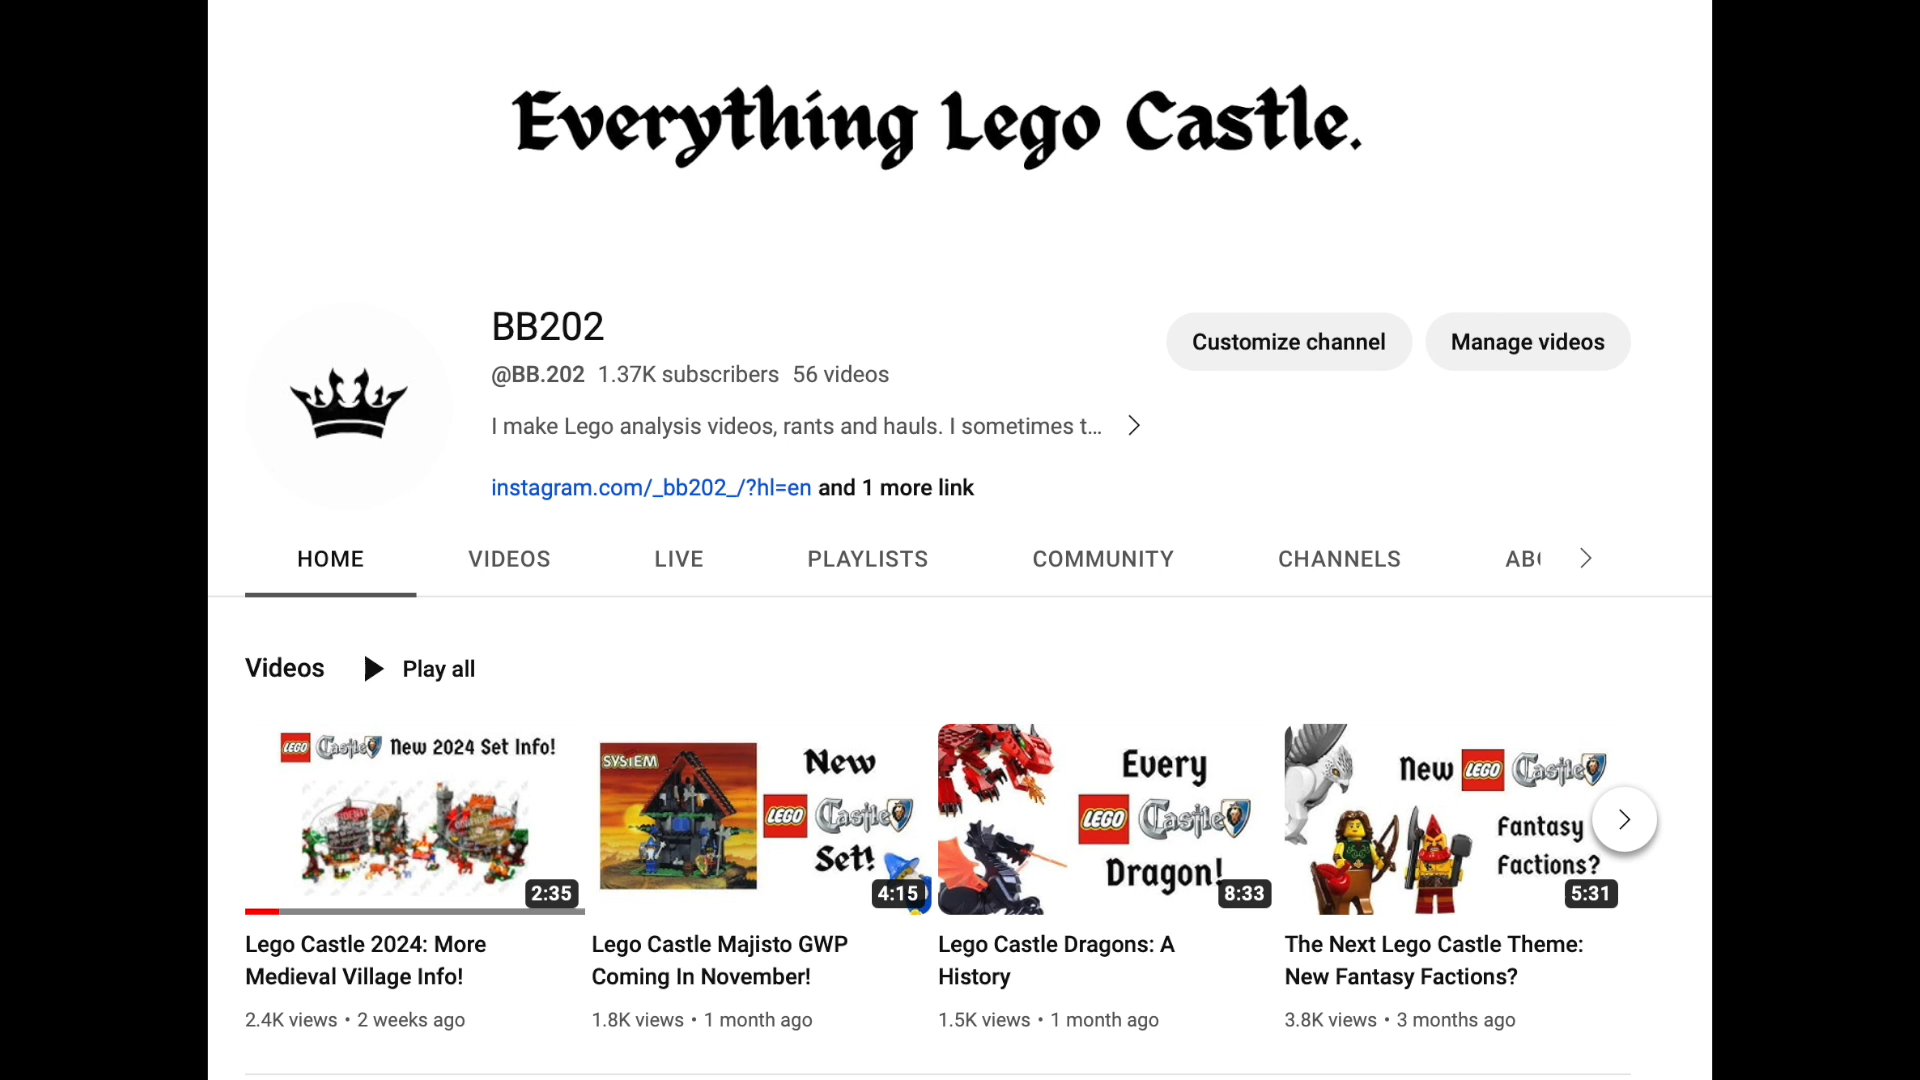 Everything Lego Castle.
BB202
Customize channel
Manage videos
@BB.202 1.37K subscribers 56 videos
I make Lego analysis videos, rants and hauls. I sometimes t...
instagram.com/_bb202_/?hl=en and 1 more link
HOME VIDEOS LIVE PLAYLISTS COMMUNITY CHANNELS
Videos Play all
LEGO Castle New 2024 Set Info!
2:35
Lego Castle 2024: More
Medieval Village Info!
2.4K views • 2 weeks ago
SYSTEM
New
LEGO Castle
Set!
4:15
Lego Castle Majisto GWP
Coming In November!
1.8K views • 1 month ago
Every
LEGO Castle
Dragon!
8:33
Lego Castle Dragons: A
History
1.5K views • 1 month ago
New LEGO Castle
Fantasy
Factions?
5:31
The Next Lego Castle Theme:
New Fantasy Factions?
3.8K views • 3 months ago